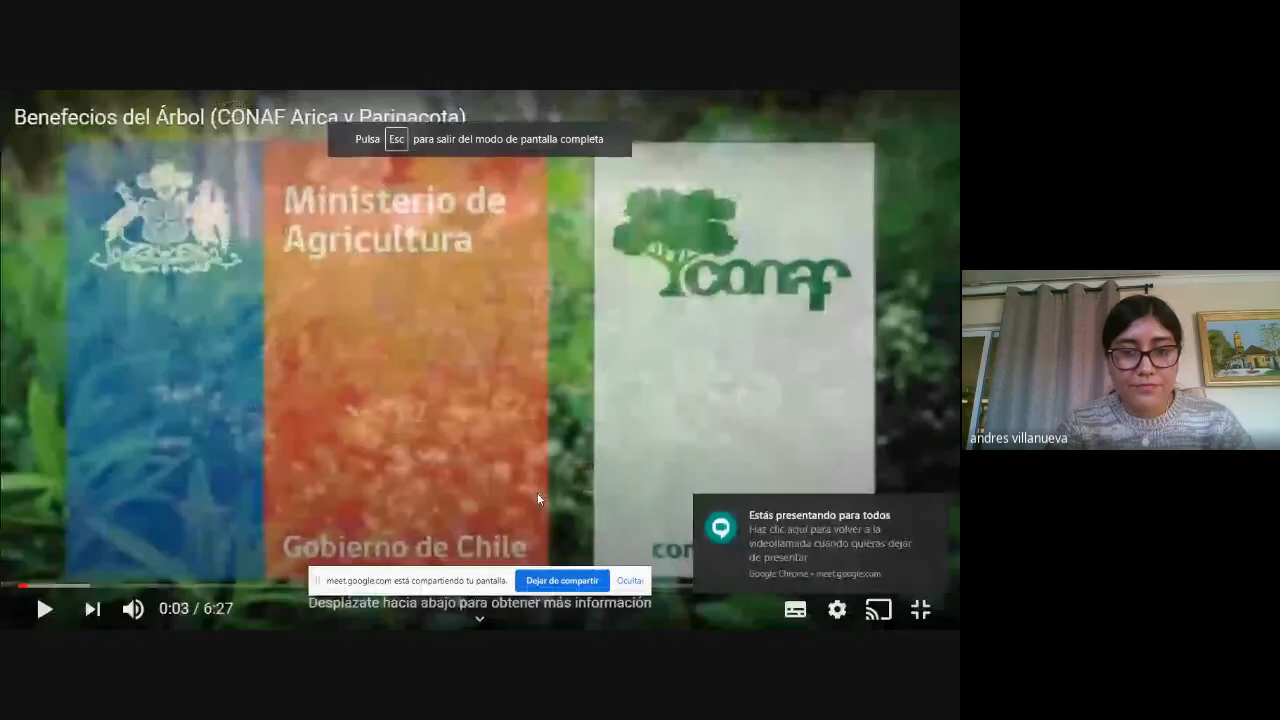 Benefecios del Árbol (CONAF Arica y Parinacota)
Pulsa Esc para salir del modo de pantalla completa
Ministerio de
Agricultura
conaf
Gobierno de Chile
Estás presentando para todos
Haz clic aquí para volver a la
videollamada cuando quieras dejar
de presentar
Google Chrome • meet.google.com
meet.google.com está compartiendo tu pantalla.
Dejar de compartir
Ocultar
Desplázate hacia abajo para obtener más información
0:03 / 6:27
andres villanueva